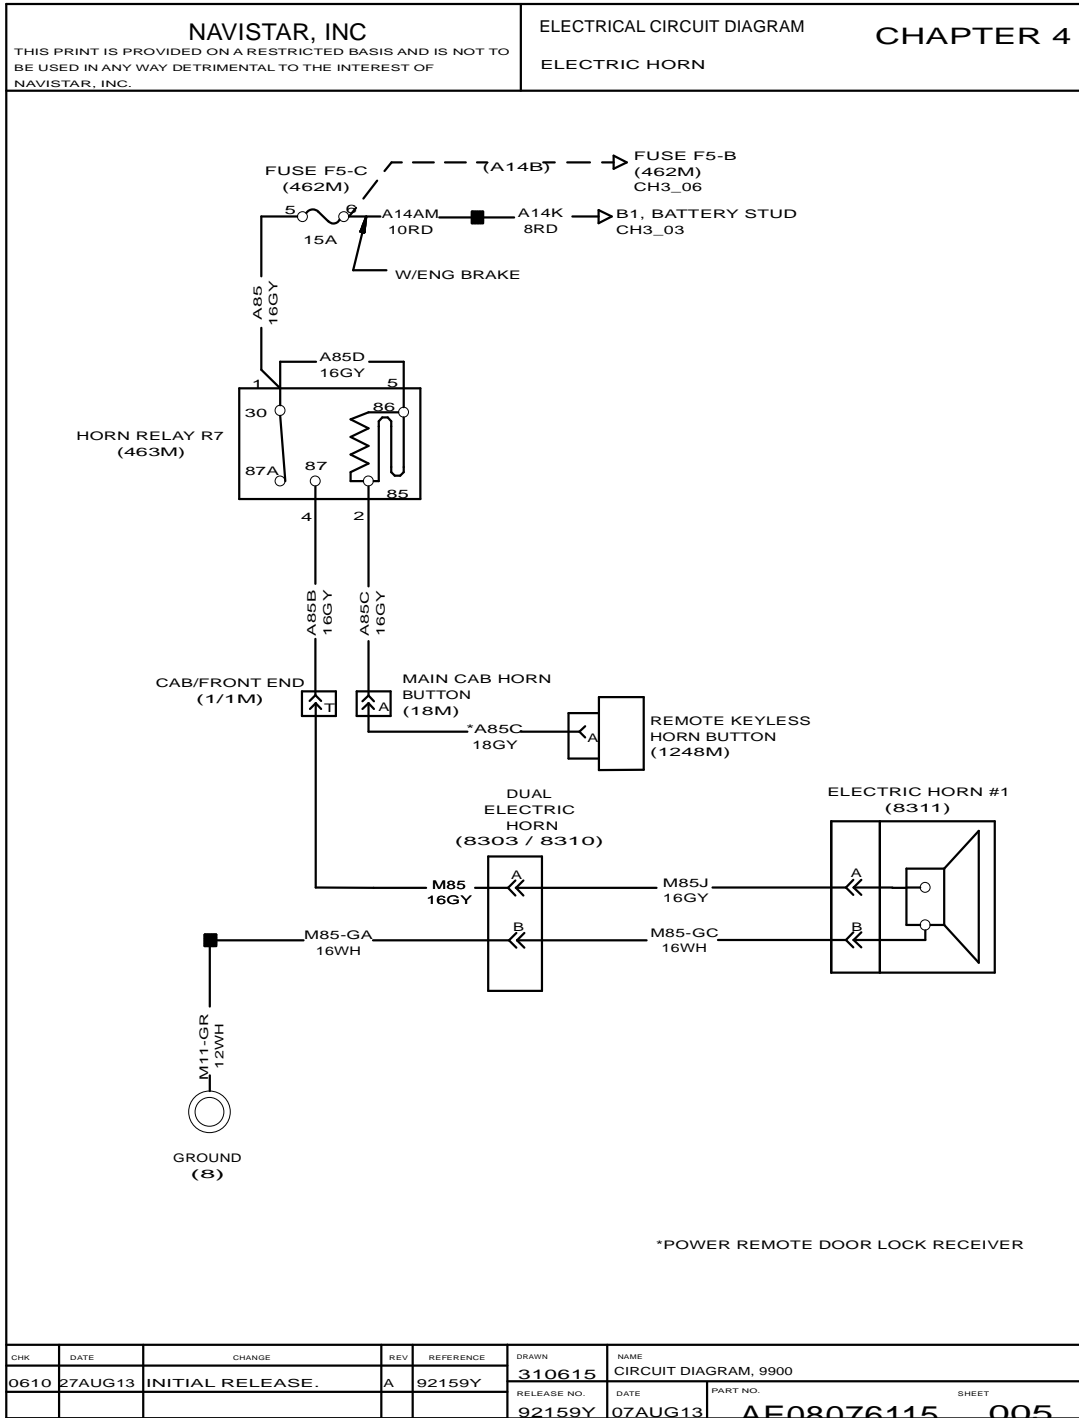 NAVISTAR, INC
THIS PRINT IS PROVIDED ON A RESTRICTED BASIS AND IS NOT TO
BE USED IN ANY WAY DETRIMENTAL TO THE INTEREST OF
NAVISTAR, INC.
ELECTRICAL CIRCUIT DIAGRAM
ELECTRIC HORN
CHAPTER 4
FUSE F5-C
(462M)
5
6
15A
(A14B)
FUSE F5-B
(462M)
CH3_06
A14AM
10RD
A14K
8RD
B1, BATTERY STUD
CH3_03
W/ENG BRAKE
A85
16GY
A85D
16GY
1
5
30
86
HORN RELAY R7
(463M)
87A
87
85
4
2
A85B
16GY
A85C
16GY
CAB/FRONT END
(1/1M)
T
A
MAIN CAB HORN
BUTTON
(18M)
*A85C
18GY
A
REMOTE KEYLESS
HORN BUTTON
(1248M)
DUAL
ELECTRIC
HORN
(8303 / 8310)
ELECTRIC HORN #1
(8311)
M85
16GY
A
M85J
16GY
A
M85-GA
16WH
B
M85-GC
16WH
B
M11-GR
12WH
GROUND
(8)
*POWER REMOTE DOOR LOCK RECEIVER
CHK DATE CHANGE REV REFERENCE
0610 27AUG13 INITIAL RELEASE. A 92159Y
DRAWN
310615
NAME
CIRCUIT DIAGRAM, 9900
RELEASE NO.
92159Y
DATE
07AUG13
PART NO.
AE08076115
SHEET
005